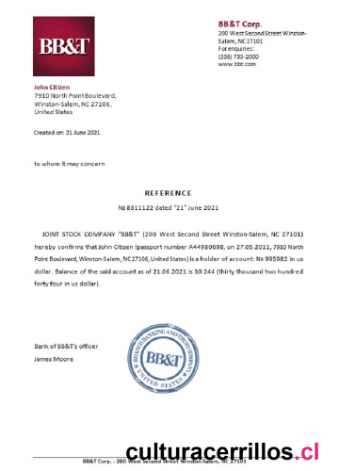 BB&T
BB&T Corp.
200 West Second Street Winston-
Salem, NC 27101
For enquiries:
(336) 733-2000
www.bbt.com
John Citizen
7910 North Point Boulevard,
Winston-Salem, NC 27106,
United States
Created on: 21 June 2021
to whom it may concern
REFERENCE
№ 8811122 dated "21" June 2021
JOINT STOCK COMPANY "BB&T" (200 West Second Street Winston-Salem, NC 27101)
hereby confirms that John Citizen (passport number A44980698, on 27.05.2011, 7910 North
Point Boulevard, Winston-Salem, NC 27106, United States) is a holder of account: № 995982 in us
dollar. Balance of the said account as of 21.06.2021 is 30 244 (thirty thousand two hundred
forty four in us dollar).
Bank of BB&T's officer
James Moore
BRANCH BANKING AND TRUST COMPANY
BB&T
UNITED STATES
BB&T Corp. - 200 West Second Street Winston-Salem, NC 27101
culturacerrillos.cl